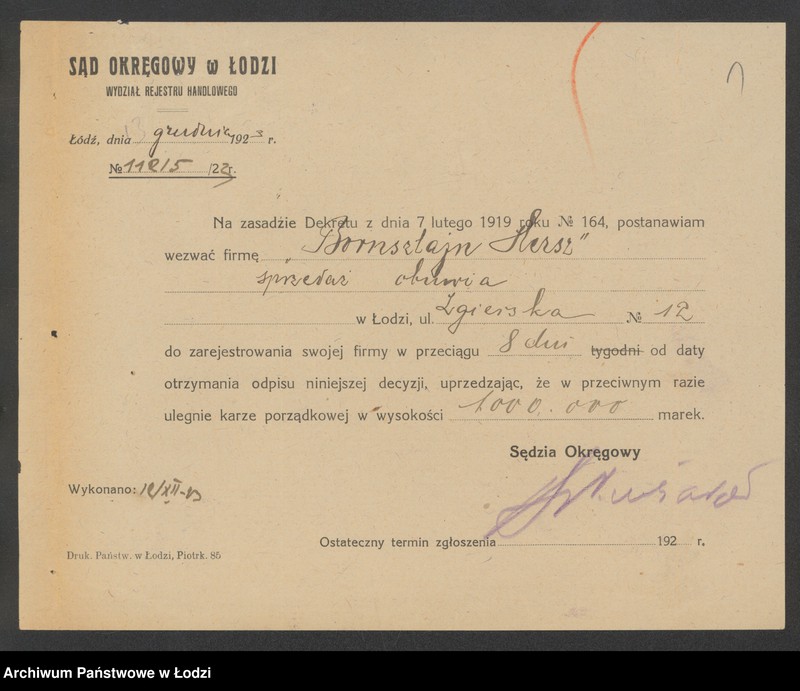 SĄD OKRĘGOWY w ŁODZI
WYDZIAŁ REJESTRU HANDLOWEGO
Łódź, dnia 13 grudnia 1923 r.
№ 11215 /23r.
Na zasadzie Dekretu z dnia 7 lutego 1919 roku № 164, postanawiam
wezwać firmę „Bornsztajn Hersz”
sprzedaż obuwia
w Łodzi, ul. Zgierska № 12
do zarejestrowania swojej firmy w przeciągu 8 dni tygodni od daty
otrzymania odpisu niniejszej decyzji, uprzedzając, że w przeciwnym razie
ulegnie karze porządkowej w wysokości 1000.000 marek.
Sędzia Okręgowy
Wykonano:
Ostateczny termin zgłoszenia 192 r.
Druk. Państw. w Łodzi, Piotrk. 85
Archiwum Państwowe w Łodzi